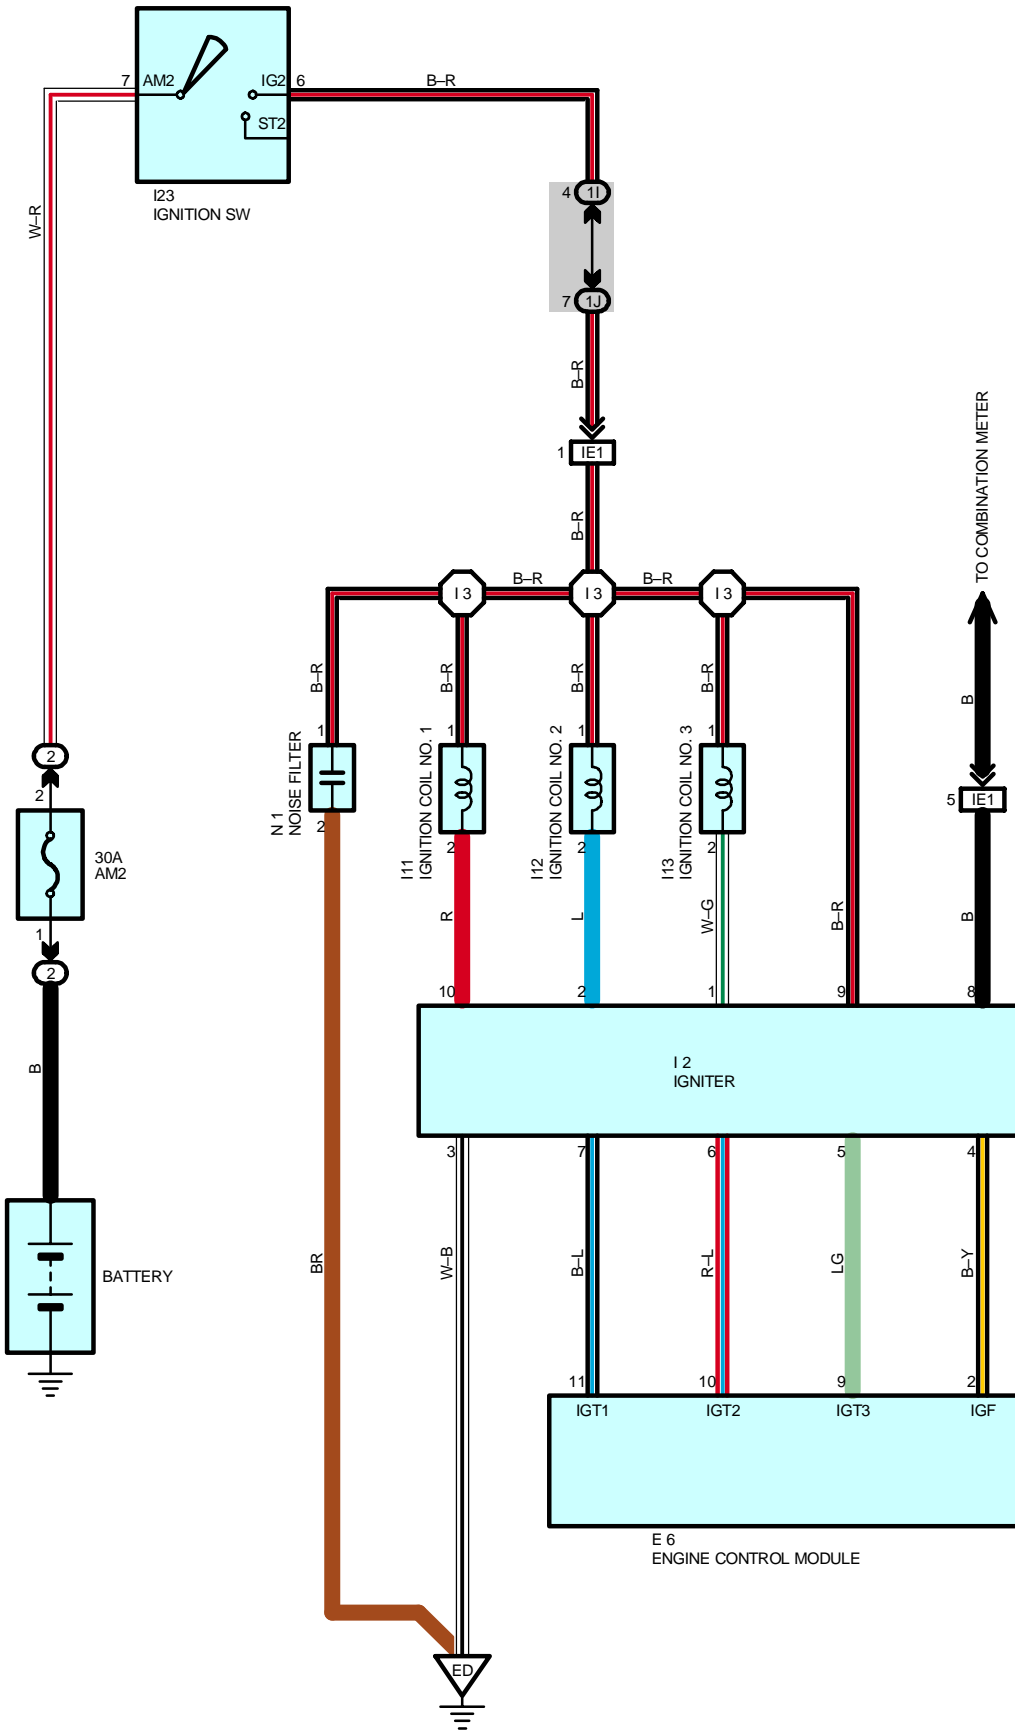 7
AM2
IG2
6
B–R
ST2
I23
IGNITION SW
W–R
4
1I
7
1J
B–R
1
IE1
B–R
TO COMBINATION METER
B–R
B–R
I 3
I 3
I 3
B–R
B–R
B–R
B–R
B
1
1
1
1
2
2
N 1
NOISE FILTER
I11
IGNITION COIL NO. 1
I12
IGNITION COIL NO. 2
I13
IGNITION COIL NO. 3
5
IE1
30A
AM2
2
2
2
2
R
L
W–G
B–R
B
1
2
10
2
1
9
8
B
I 2
IGNITER
3
7
6
5
4
BATTERY
BR
W–B
B–L
R–L
LG
B–Y
11
10
9
2
IGT1
IGT2
IGT3
IGF
E 6
ENGINE CONTROL MODULE
ED